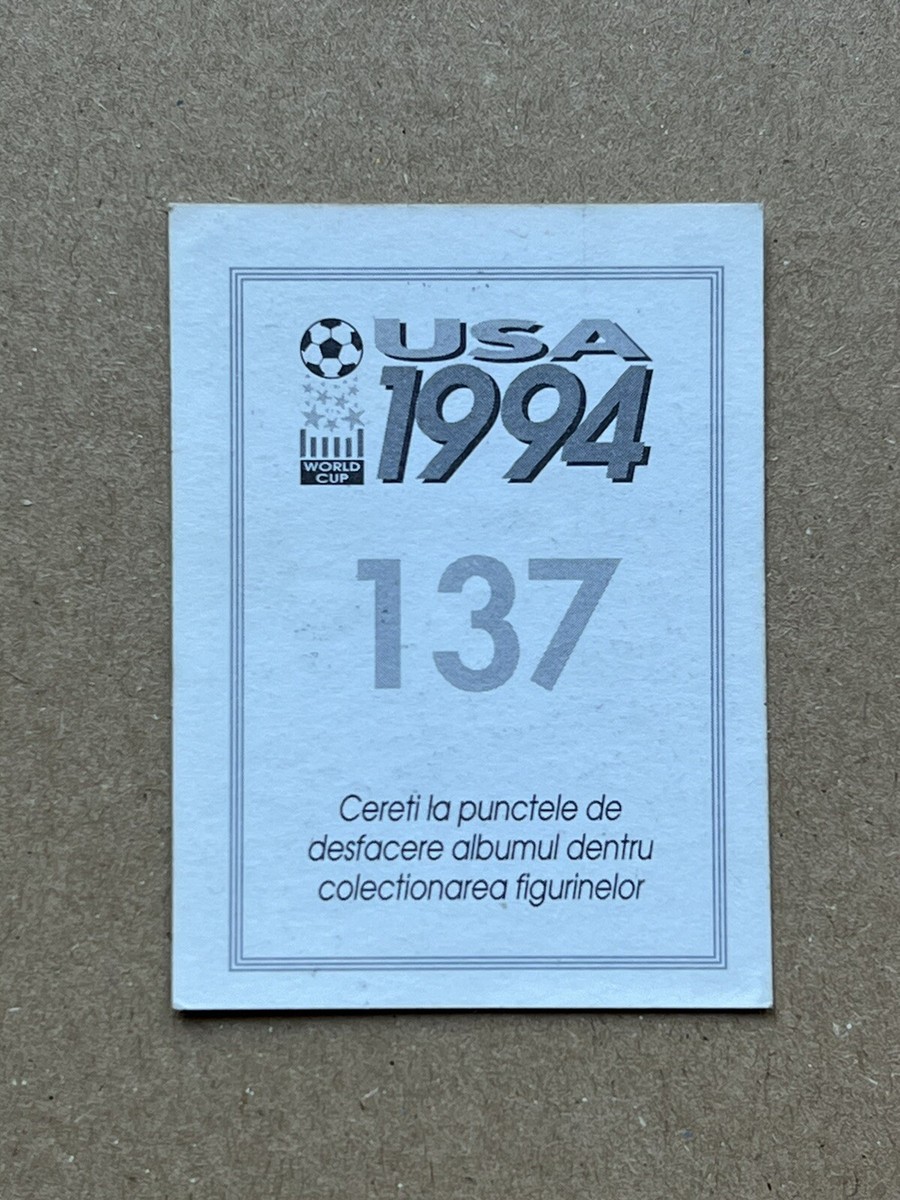 USA
1994
WORLD
CUP
137
Cereti la punctele de
desfacere albumul dentru
colectionarea figurinelor